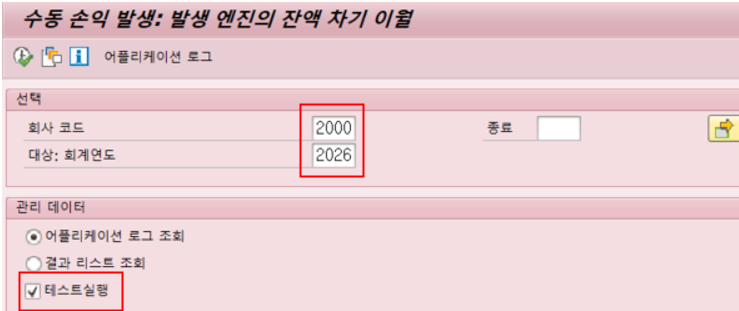 수동 손익 발생: 발생 엔진의 잔액 차기 이월
어플리케이션 로그
선택
회사 코드 2000 종료
대상: 회계연도 2026
관리 데이터
어플리케이션 로그 조회
결과 리스트 조회
테스트실행